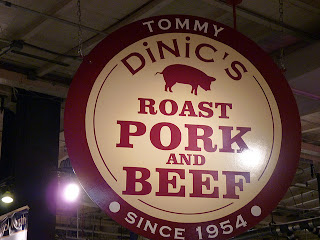 TOMMY
DiNiC'S
ROAST
PORK
AND
BEEF
SINCE 1954